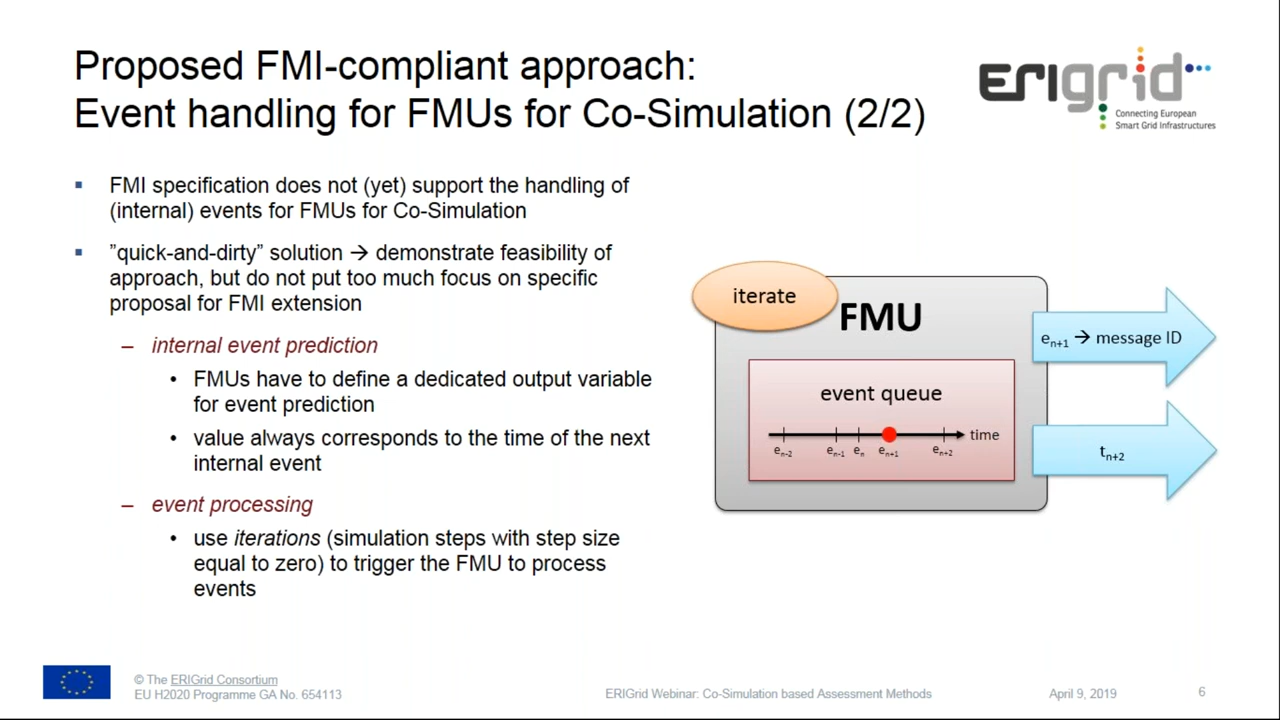 Proposed FMI-compliant approach:
Event handling for FMUs for Co-Simulation (2/2)
ERIGrid
Connecting European
Smart Grid Infrastructures
▪ FMI specification does not (yet) support the handling of
(internal) events for FMUs for Co-Simulation
▪ ”quick-and-dirty” solution → demonstrate feasibility of
approach, but do not put too much focus on specific
proposal for FMI extension
– internal event prediction
• FMUs have to define a dedicated output variable
for event prediction
• value always corresponds to the time of the next
internal event
– event processing
• use iterations (simulation steps with step size
equal to zero) to trigger the FMU to process
events
iterate
FMU
event queue
time
en-2 en-1 en en+1 en+2
en+1 → message ID
tn+2
© The ERIGrid Consortium
EU H2020 Programme GA No. 654113
ERIGrid Webinar: Co-Simulation based Assessment Methods
April 9, 2019
6